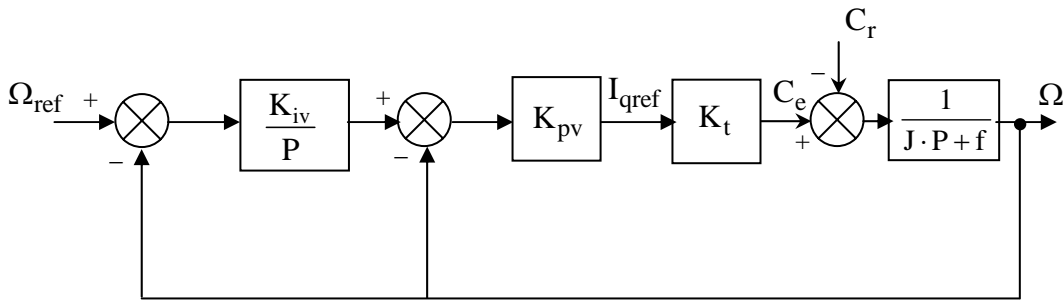 C_r
Ω_ref + − K_iv / P + − K_pv I_qref K_t C_e − + 1 / (J · P + f) Ω